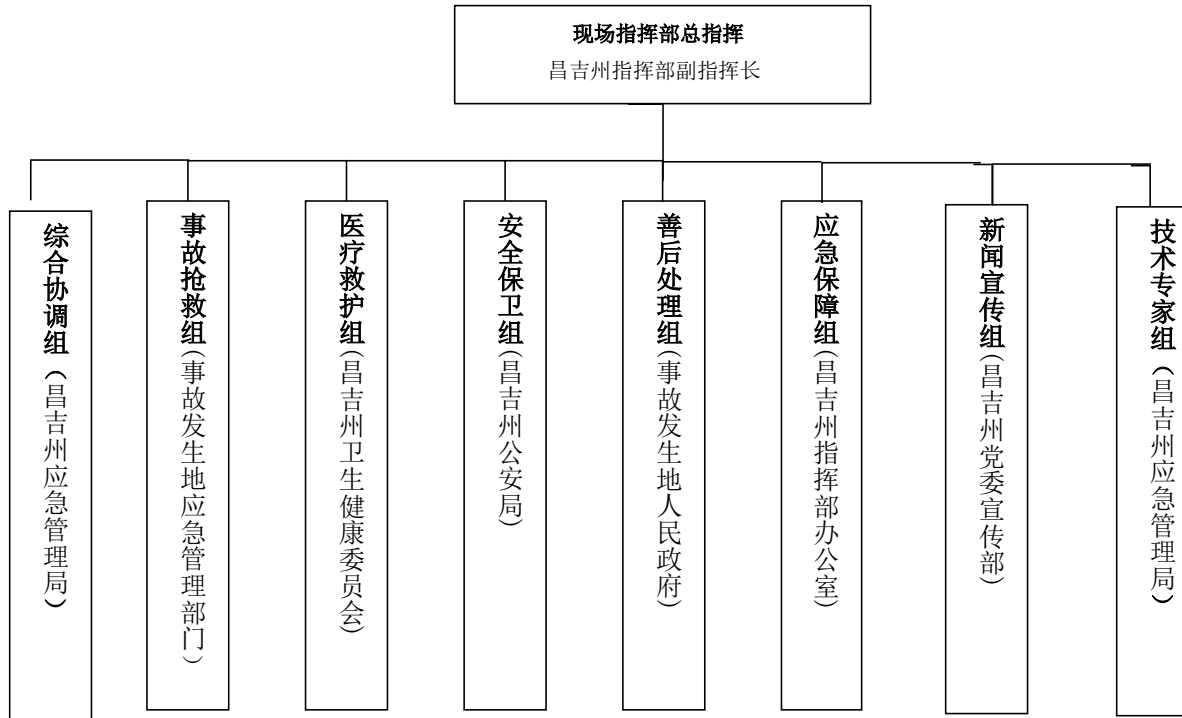 现场指挥部总指挥
昌吉州指挥部副指挥长
综合协调组（昌吉州应急管理局）
事故抢救组（事故发生地应急管理部门）
医疗救护组（昌吉州卫生健康委员会）
安全保卫组（昌吉州公安局）
善后处理组（事故发生地人民政府）
应急保障组（昌吉州指挥部办公室）
新闻宣传组（昌吉州党委宣传部）
技术专家组（昌吉州应急管理局）